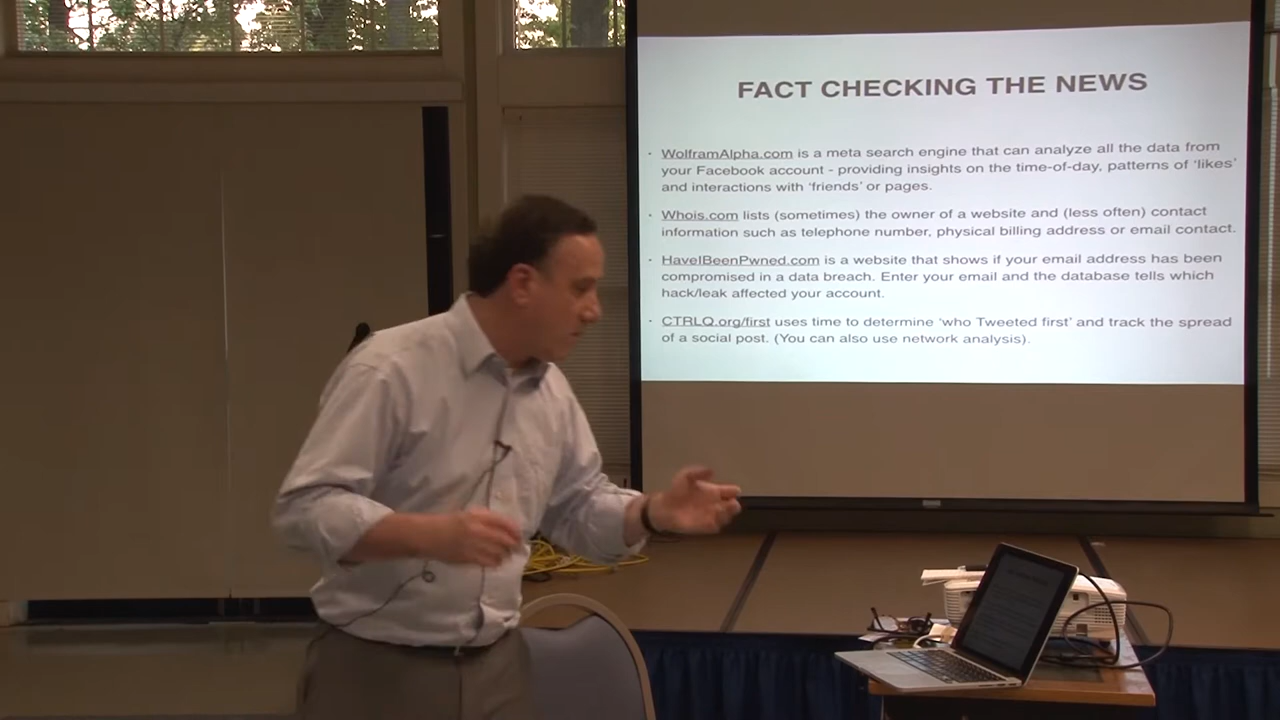 FACT CHECKING THE NEWS
· WolframAlpha.com is a meta search engine that can analyze all the data from
your Facebook account - providing insights on the time-of-day, patterns of 'likes'
and interactions with 'friends' or pages.
· Whois.com lists (sometimes) the owner of a website and (less often) contact
information such as telephone number, physical billing address or email contact.
· HaveIBeenPwned.com is a website that shows if your email address has been
compromised in a data breach. Enter your email and the database tells which
hack/leak affected your account.
· CTRLQ.org/first uses time to determine 'who Tweeted first' and track the spread
of a social post. (You can also use network analysis).